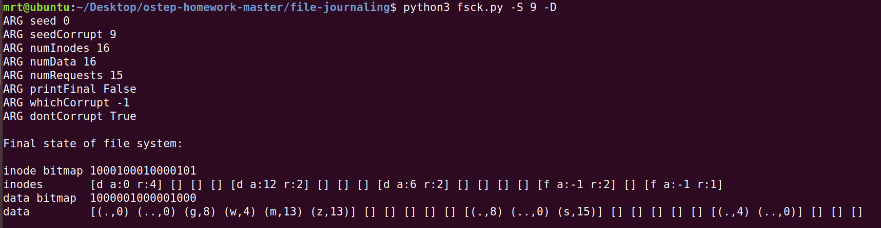 mrt@ubuntu:~/Desktop/ostep-homework-master/file-journaling$ python3 fsck.py -S 9 -D
ARG seed 0
ARG seedCorrupt 9
ARG numInodes 16
ARG numData 16
ARG numRequests 15
ARG printFinal False
ARG whichCorrupt -1
ARG dontCorrupt True

Final state of file system:

inode bitmap 1000100010000101
inodes       [d a:0 r:4] [] [] [] [d a:12 r:2] [] [] [] [d a:6 r:2] [] [] [] [] [f a:-1 r:2] [] [f a:-1 r:1]
data bitmap  1000001000001000
data         [(.,0) (..,0) (g,8) (w,4) (m,13) (z,13)] [] [] [] [] [] [(.,8) (..,0) (s,15)] [] [] [] [] [] [(.,4) (..,0)] [] [] []